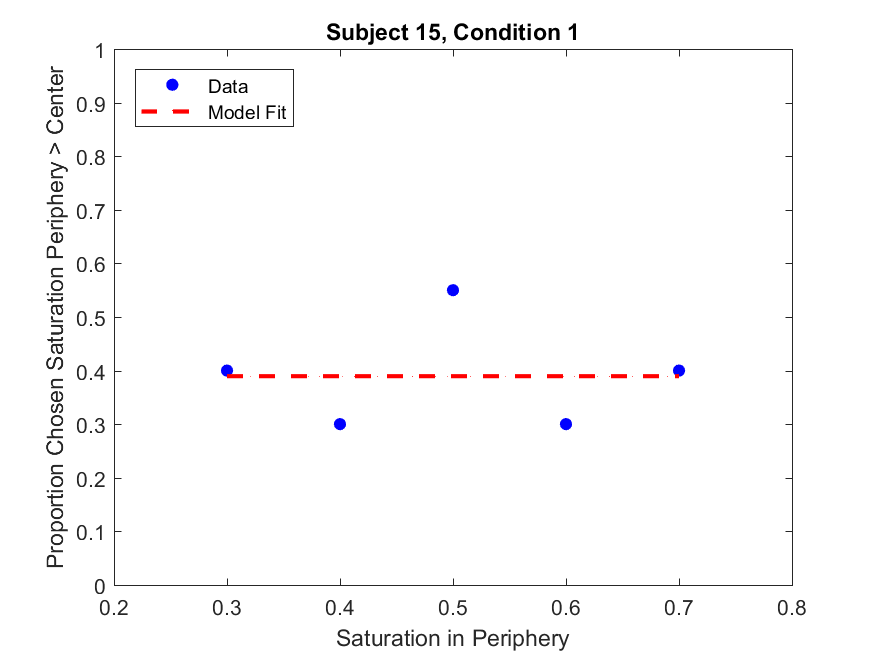 Subject 15, Condition 1
Data
Model Fit
Proportion Chosen Saturation Periphery > Center
1
0.9
0.8
0.7
0.6
0.5
0.4
0.3
0.2
0.1
0
0.2 0.3 0.4 0.5 0.6 0.7 0.8
Saturation in Periphery